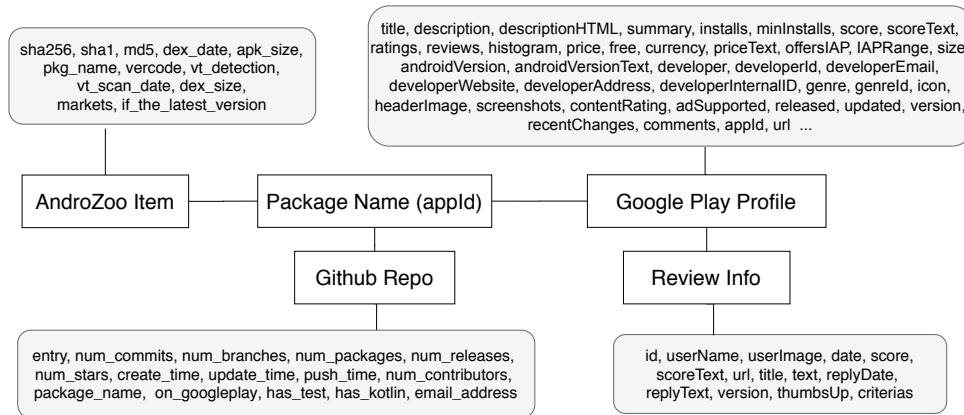 sha256, sha1, md5, dex_date, apk_size,
pkg_name, vercode, vt_detection,
vt_scan_date, dex_size,
markets, if_the_latest_version
title, description, descriptionHTML, summary, installs, minInstalls, score, scoreText,
ratings, reviews, histogram, price, free, currency, priceText, offersIAP, IAPRange, size,
androidVersion, androidVersionText, developer, developerId, developerEmail,
developerWebsite, developerAddress, developerInternalID, genre, genreId, icon,
headerImage, screenshots, contentRating, adSupported, released, updated, version,
recentChanges, comments, appId, url ...
AndroZoo Item
Package Name (appId)
Google Play Profile
Github Repo
Review Info
entry, num_commits, num_branches, num_packages, num_releases,
num_stars, create_time, update_time, push_time, num_contributors,
package_name, on_googleplay, has_test, has_kotlin, email_address
id, userName, userImage, date, score,
scoreText, url, title, text, replyDate,
replyText, version, thumbsUp, criterias